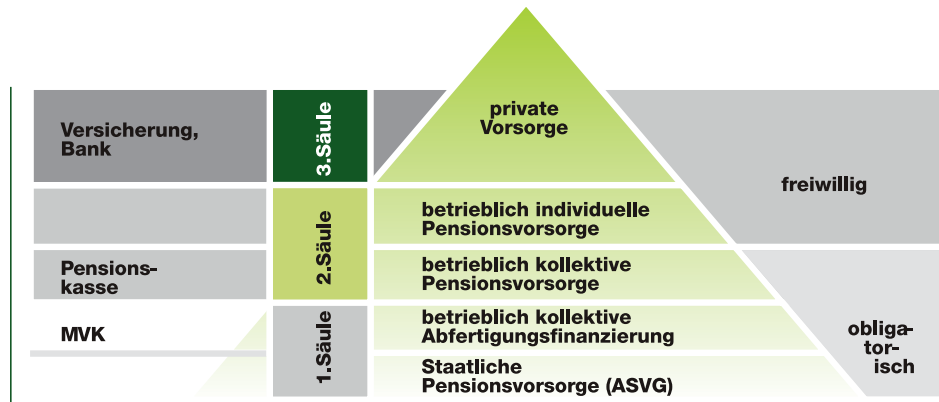 Versicherung,
Bank
3.Säule
private
Vorsorge
freiwillig
2.Säule
betrieblich individuelle
Pensionsvorsorge
Pensions-
kasse
betrieblich kollektive
Pensionsvorsorge
MVK
1.Säule
betrieblich kollektive
Abfertigungsfinanzierung
Staatliche
Pensionsvorsorge (ASVG)
obliga-
tor-
isch